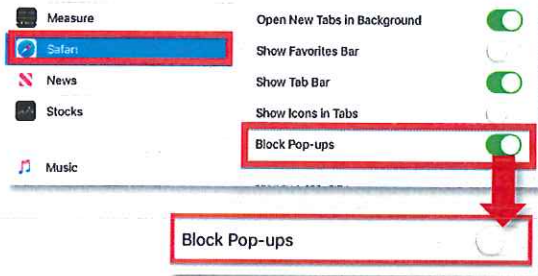 Measure
Safari
News
Stocks
Music
Open New Tabs in Background
Show Favorites Bar
Show Tab Bar
Show Icons in Tabs
Block Pop-ups
Block Pop-ups